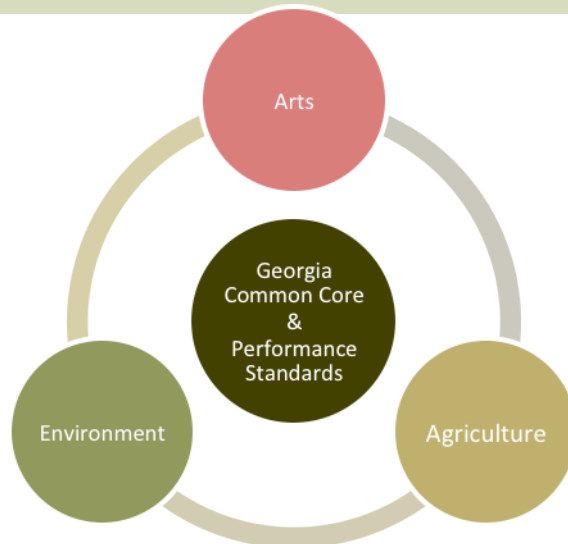 Arts
Georgia
Common Core
&
Performance
Standards
Environment
Agriculture